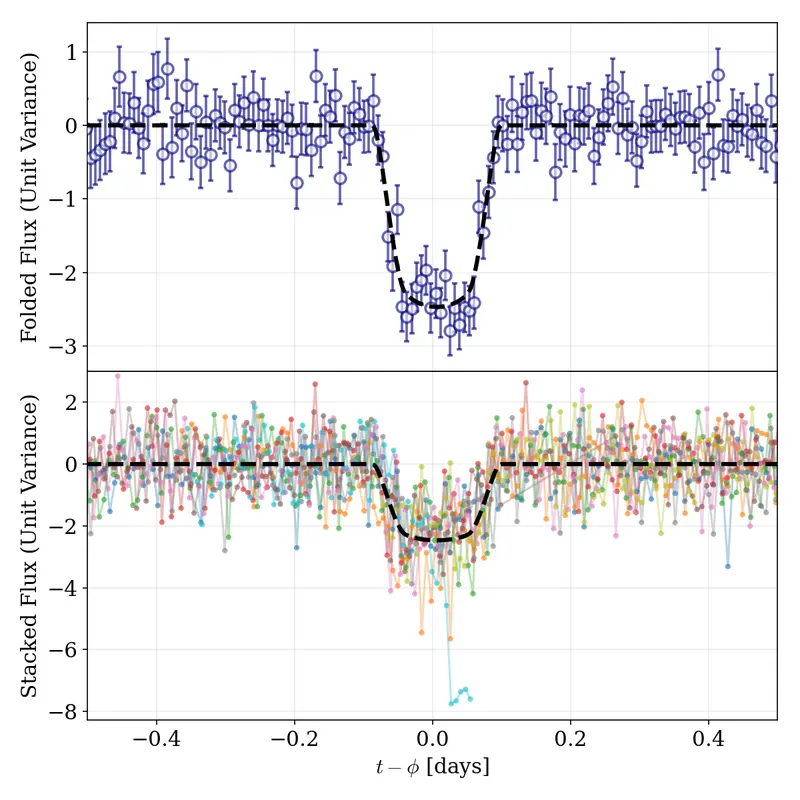 Folded Flux (Unit Variance)
1
0
−1
−2
−3
Stacked Flux (Unit Variance)
2
0
−2
−4
−6
−8
−0.4 −0.2 0.0 0.2 0.4
t − ϕ [days]